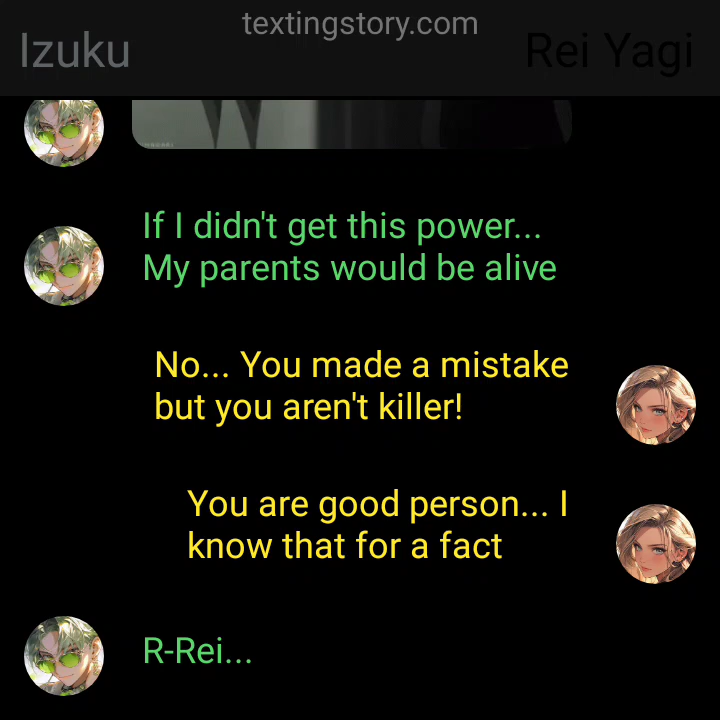 textingstory.com
Izuku
Rei Yagi
If I didn't get this power...
My parents would be alive
No... You made a mistake
but you aren't killer!
You are good person... I
know that for a fact
R-Rei...